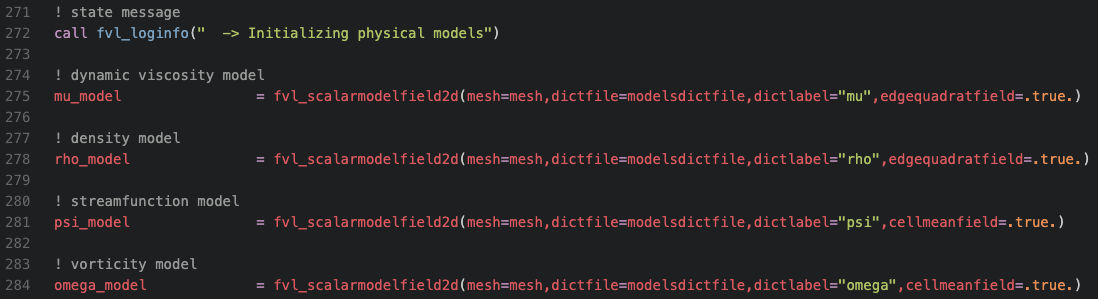 271 ! state message
272 call fvl_loginfo("  -> Initializing physical models")
273
274 ! dynamic viscosity model
275 mu_model                = fvl_scalarmodelfield2d(mesh=mesh,dictfile=modelsdictfile,dictlabel="mu",edgequadratfield=.true.)
276
277 ! density model
278 rho_model               = fvl_scalarmodelfield2d(mesh=mesh,dictfile=modelsdictfile,dictlabel="rho",edgequadratfield=.true.)
279
280 ! streamfunction model
281 psi_model               = fvl_scalarmodelfield2d(mesh=mesh,dictfile=modelsdictfile,dictlabel="psi",cellmeanfield=.true.)
282
283 ! vorticity model
284 omega_model             = fvl_scalarmodelfield2d(mesh=mesh,dictfile=modelsdictfile,dictlabel="omega",cellmeanfield=.true.)